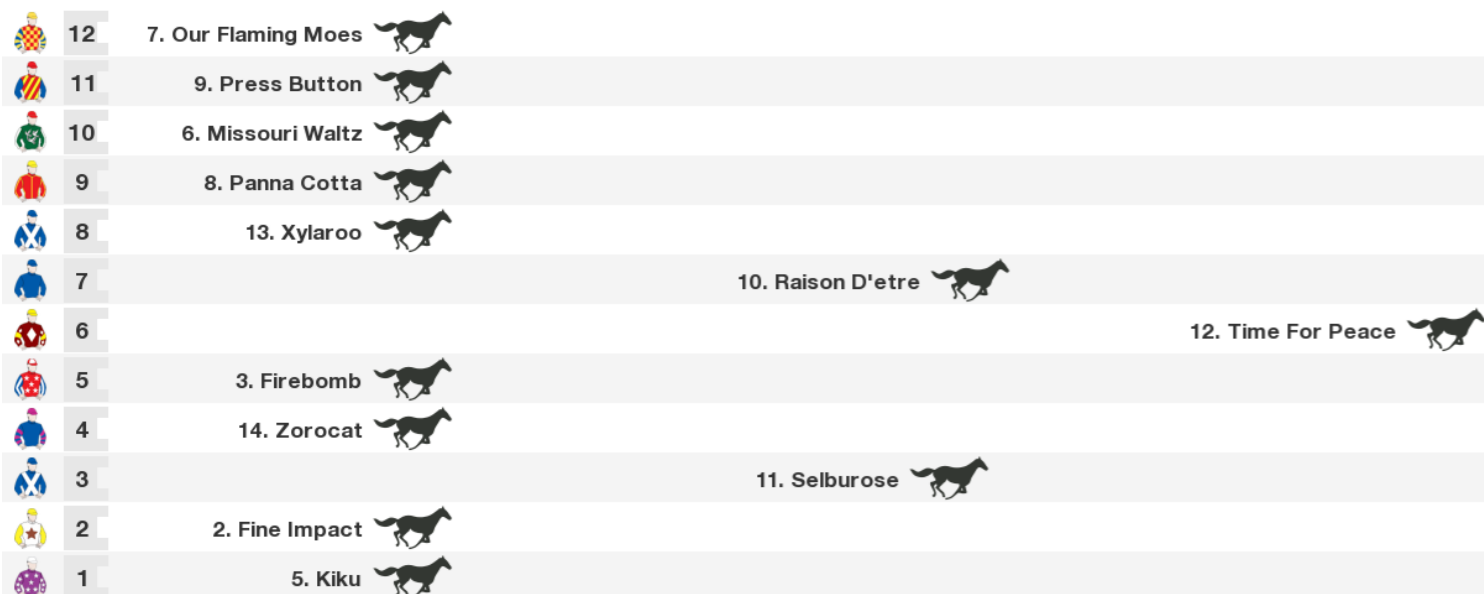 12 7. Our Flaming Moes
11 9. Press Button
10 6. Missouri Waltz
9 8. Panna Cotta
8 13. Xylaroo
7 10. Raison D'etre
6 12. Time For Peace
5 3. Firebomb
4 14. Zorocat
3 11. Selburose
2 2. Fine Impact
1 5. Kiku